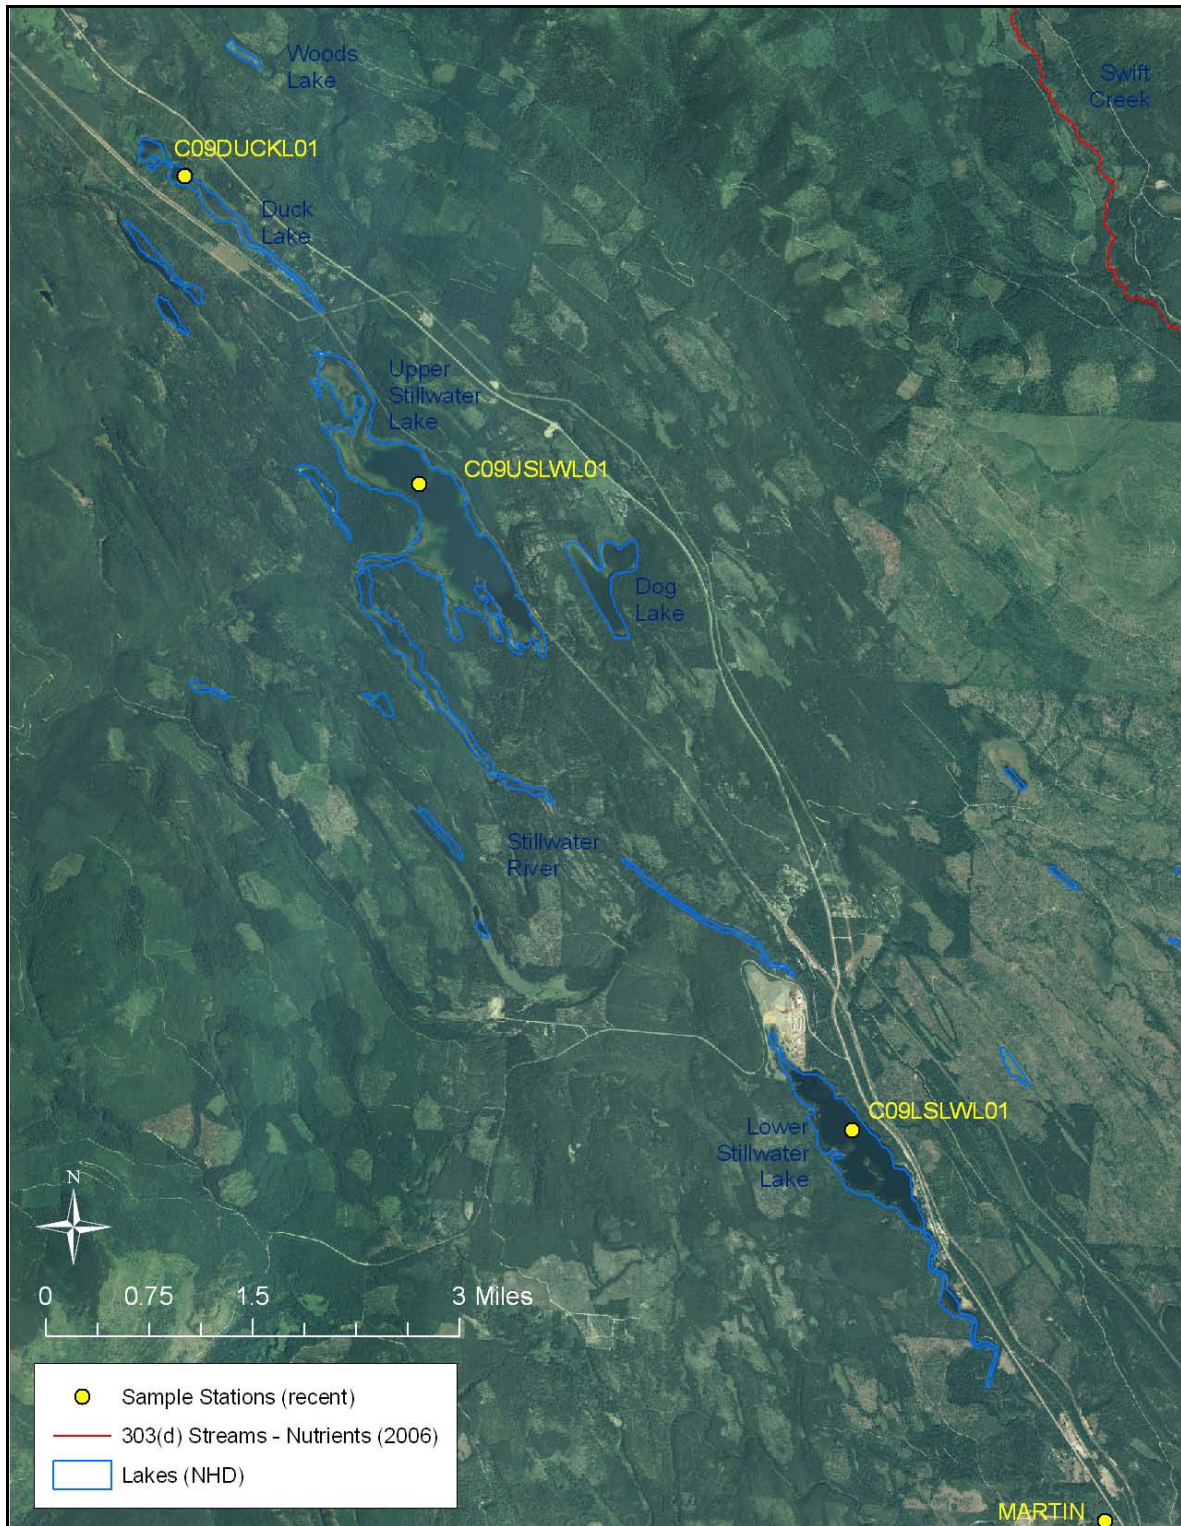 Woods
Lake
Swift
Creek
C09DUCKL01
Duck
Lake
Upper
Stillwater
Lake
C09USLWL01
Dog
Lake
Stillwater
River
C09LSLWL01
Lower
Stillwater
Lake
N
0 0.75 1.5 3 Miles
Sample Stations (recent)
303(d) Streams - Nutrients (2006)
Lakes (NHD)
MARTIN